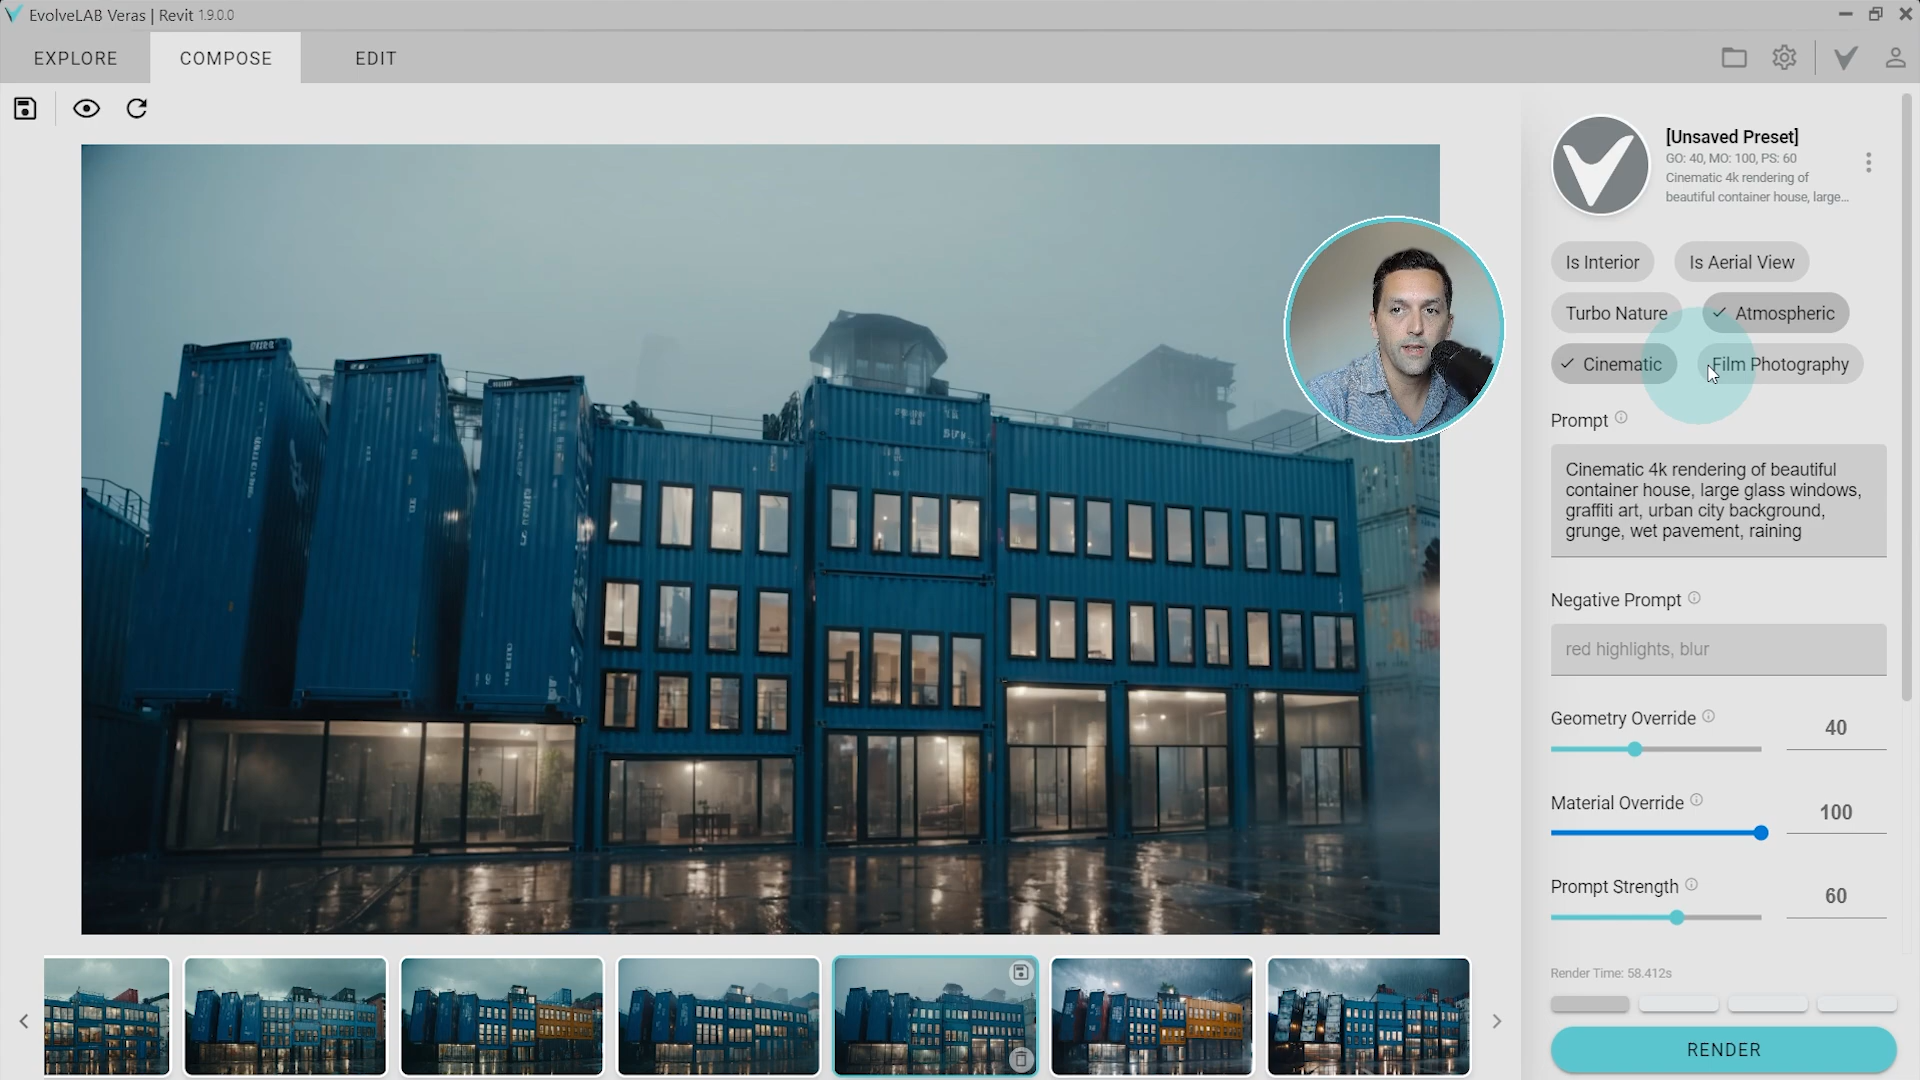 EvolveLAB Veras | Revit 1.9.0.0
EXPLORE
COMPOSE
EDIT
[Unsaved Preset]
GO: 40, MO: 100, PS: 60
Cinematic 4k rendering of
beautiful container house, large...
Is Interior
Is Aerial View
Turbo Nature
Atmospheric
Cinematic
Film Photography
Prompt
Cinematic 4k rendering of beautiful
container house, large glass windows,
graffiti art, urban city background,
grunge, wet pavement, raining
Negative Prompt
red highlights, blur
Geometry Override
40
Material Override
100
Prompt Strength
60
Render Time: 58.412s
RENDER